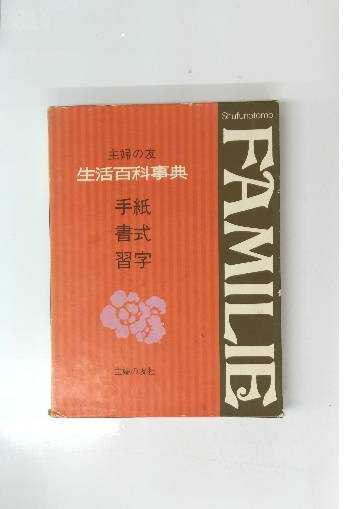 主婦の友
生活百科事典
手紙
書式
習字
主婦の友社
Shufunotomo
FAMILIE